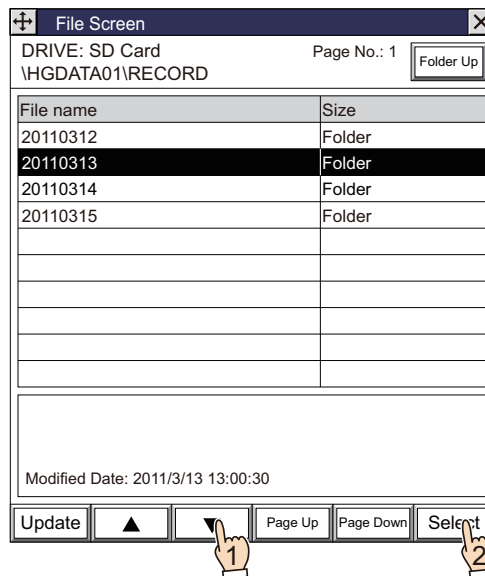 File Screen
DRIVE: SD Card
Page No.: 1
Folder Up
\HGDATA01\RECORD
File name Size
20110312 Folder
20110313 Folder
20110314 Folder
20110315 Folder
Modified Date: 2011/3/13 13:00:30
Update ▲ ▼ Page Up Page Down Select
1 2